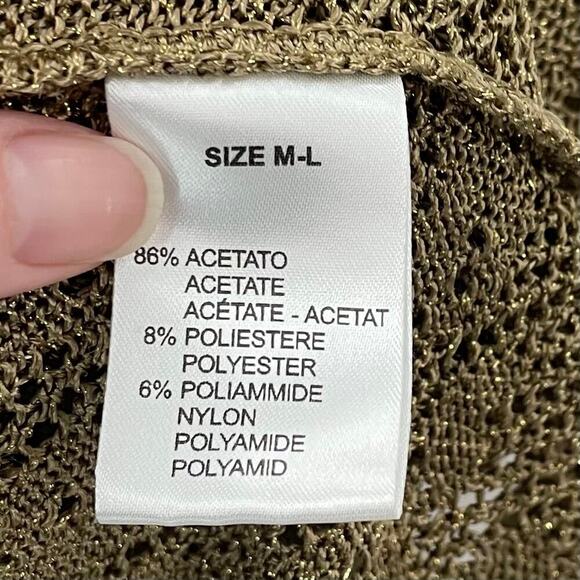 SIZE M-L
86% ACETATO
ACETATE
ACÉTATE - ACETAT
8% POLIESTERE
POLYESTER
6% POLIAMMIDE
NYLON
POLYAMIDE
POLYAMID